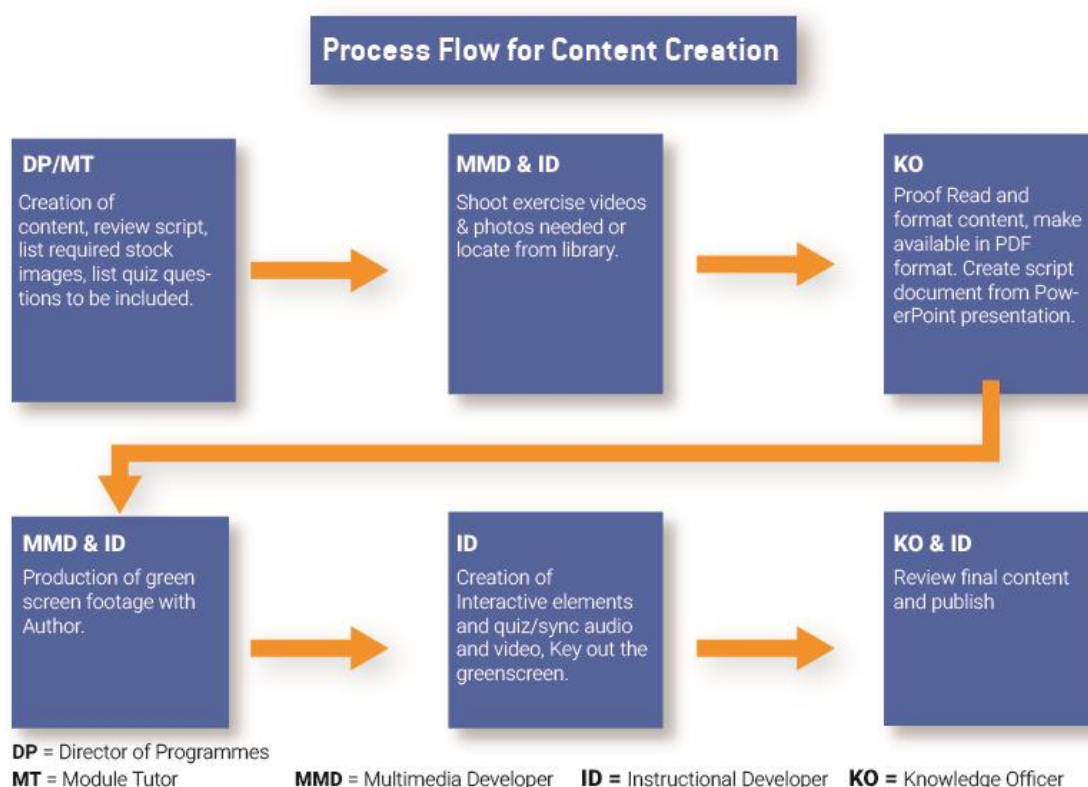 Process Flow for Content Creation
DP/MT
Creation of
content, review script,
list required stock
images, list quiz ques-
tions to be included.
MMD & ID
Shoot exercise videos
& photos needed or
locate from library.
KO
Proof Read and
format content, make
available in PDF
format. Create script
document from Pow-
erPoint presentation.
MMD & ID
Production of green
screen footage with
Author.
ID
Creation of
Interactive elements
and quiz/sync audio
and video, Key out the
greenscreen.
KO & ID
Review final content
and publish
DP = Director of Programmes
MT = Module Tutor
MMD = Multimedia Developer
ID = Instructional Developer
KO = Knowledge Officer